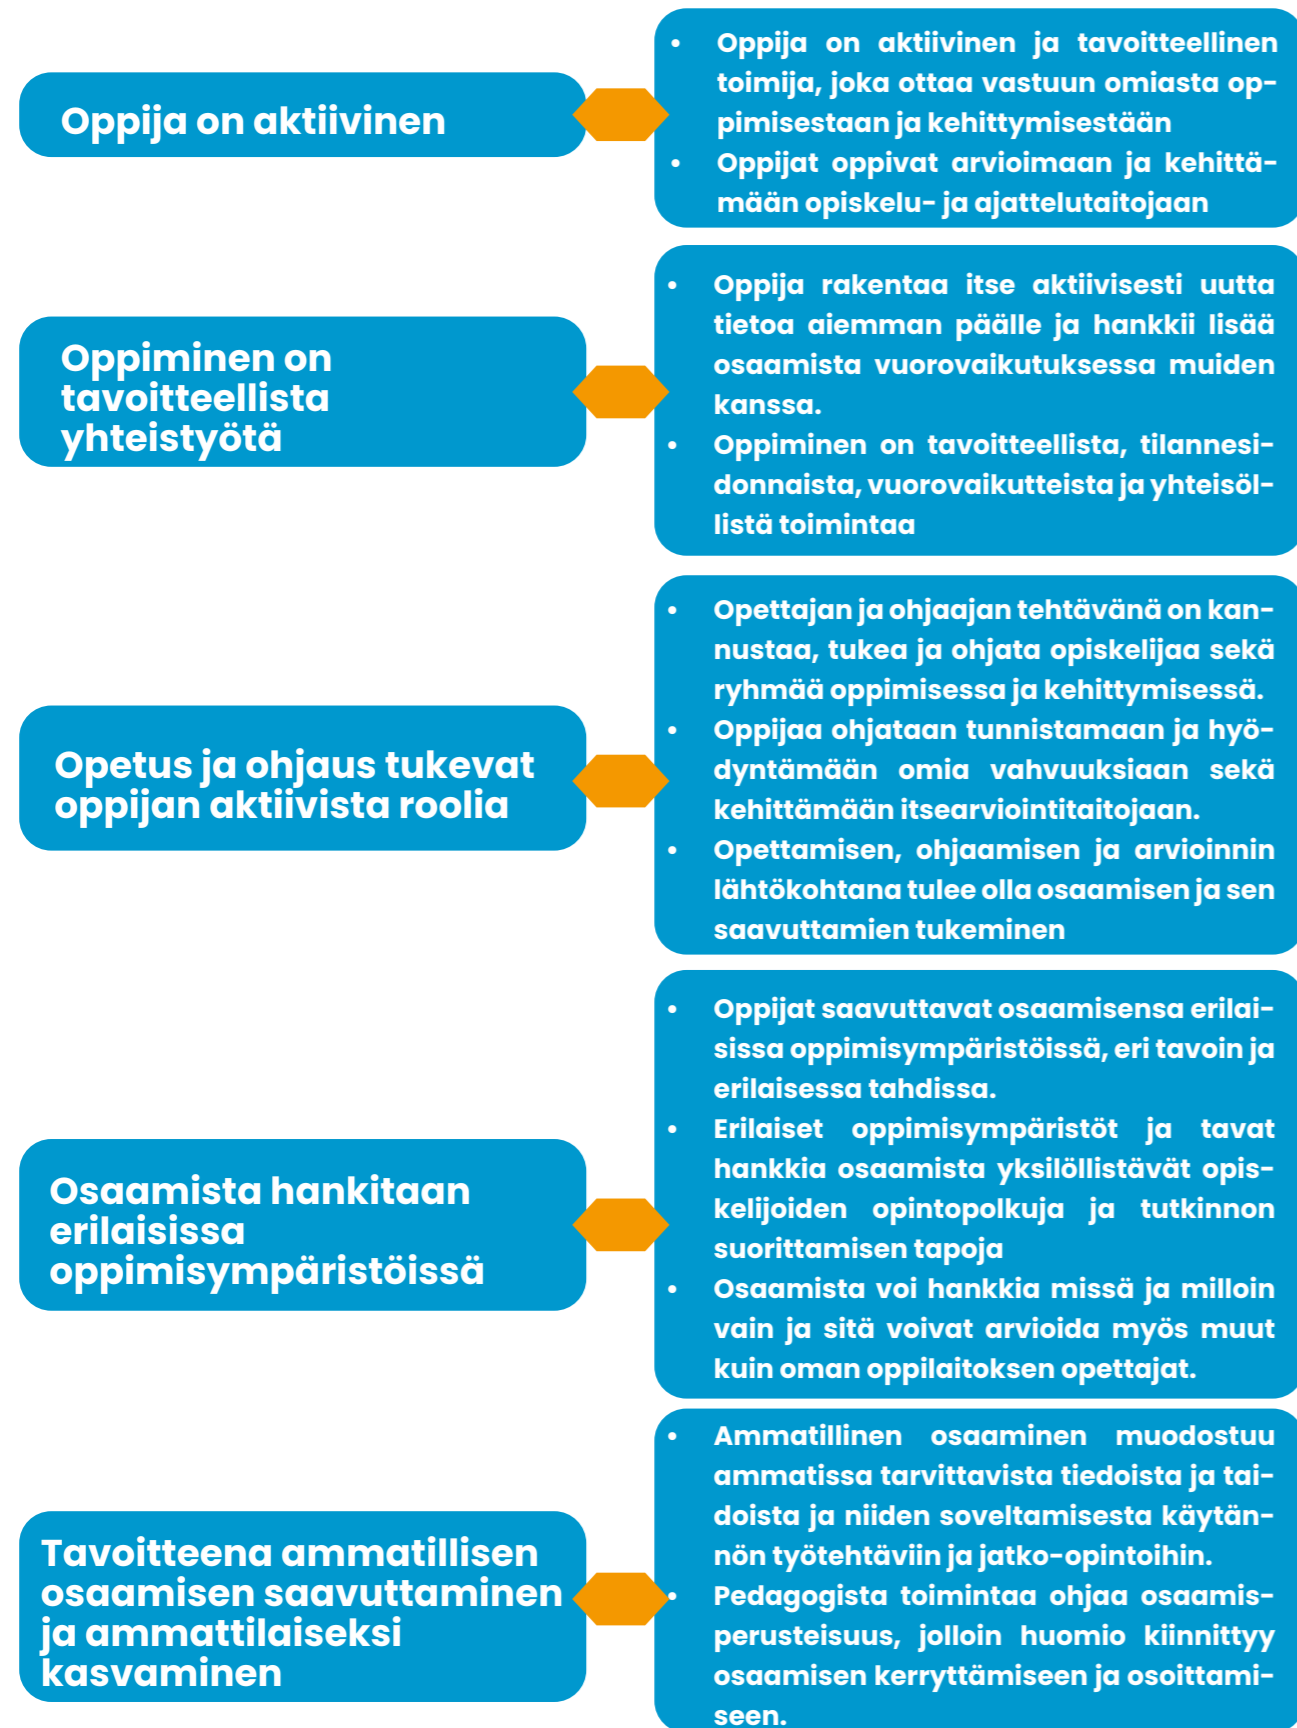 Oppija on aktiivinen
• Oppija on aktiivinen ja tavoitteellinen
toimija, joka ottaa vastuun omiasta op-
pimisestaan ja kehittymisestään
• Oppijat oppivat arvioimaan ja kehittä-
mään opiskelu- ja ajattelutaitojaan
Oppiminen on
tavoitteellista
yhteistyötä
• Oppija rakentaa itse aktiivisesti uutta
tietoa aiemman päälle ja hankkii lisää
osaamista vuorovaikutuksessa muiden
kanssa.
• Oppiminen on tavoitteellista, tilannesi-
donnaista, vuorovaikutteista ja yhteisöl-
listä toimintaa
Opetus ja ohjaus tukevat
oppijan aktiivista roolia
• Opettajan ja ohjaajan tehtävänä on kan-
nustaa, tukea ja ohjata opiskelijaa sekä
ryhmää oppimisessa ja kehittymisessä.
• Oppijaa ohjataan tunnistamaan ja hyö-
dyntämään omia vahvuuksiaan sekä
kehittämään itsearviointitaitojaan.
• Opettamisen, ohjaamisen ja arvioinnin
lähtökohtana tulee olla osaamisen ja sen
saavuttamien tukeminen
Osaamista hankitaan
erilaisissa
oppimisympäristöissä
• Oppijat saavuttavat osaamisensa erilai-
sissa oppimisympäristöissä, eri tavoin ja
erilaisessa tahdissa.
• Erilaiset oppimisympäristöt ja tavat
hankkia osaamista yksilöllistävät opis-
kelijoiden opintopolkuja ja tutkinnon
suorittamisen tapoja
• Osaamista voi hankkia missä ja milloin
vain ja sitä voivat arvioida myös muut
kuin oman oppilaitoksen opettajat.
Tavoitteena ammatillisen
osaamisen saavuttaminen
ja ammattilaiseksi
kasvaminen
• Ammatillinen osaaminen muodostuu
ammatissa tarvittavista tiedoista ja tai-
doista ja niiden soveltamisesta käytän-
nön työtehtäviin ja jatko-opintoihin.
• Pedagogista toimintaa ohjaa osaamis-
perusteisuus, jolloin huomio kiinnittyy
osaamisen kerryttämiseen ja osoittami-
seen.